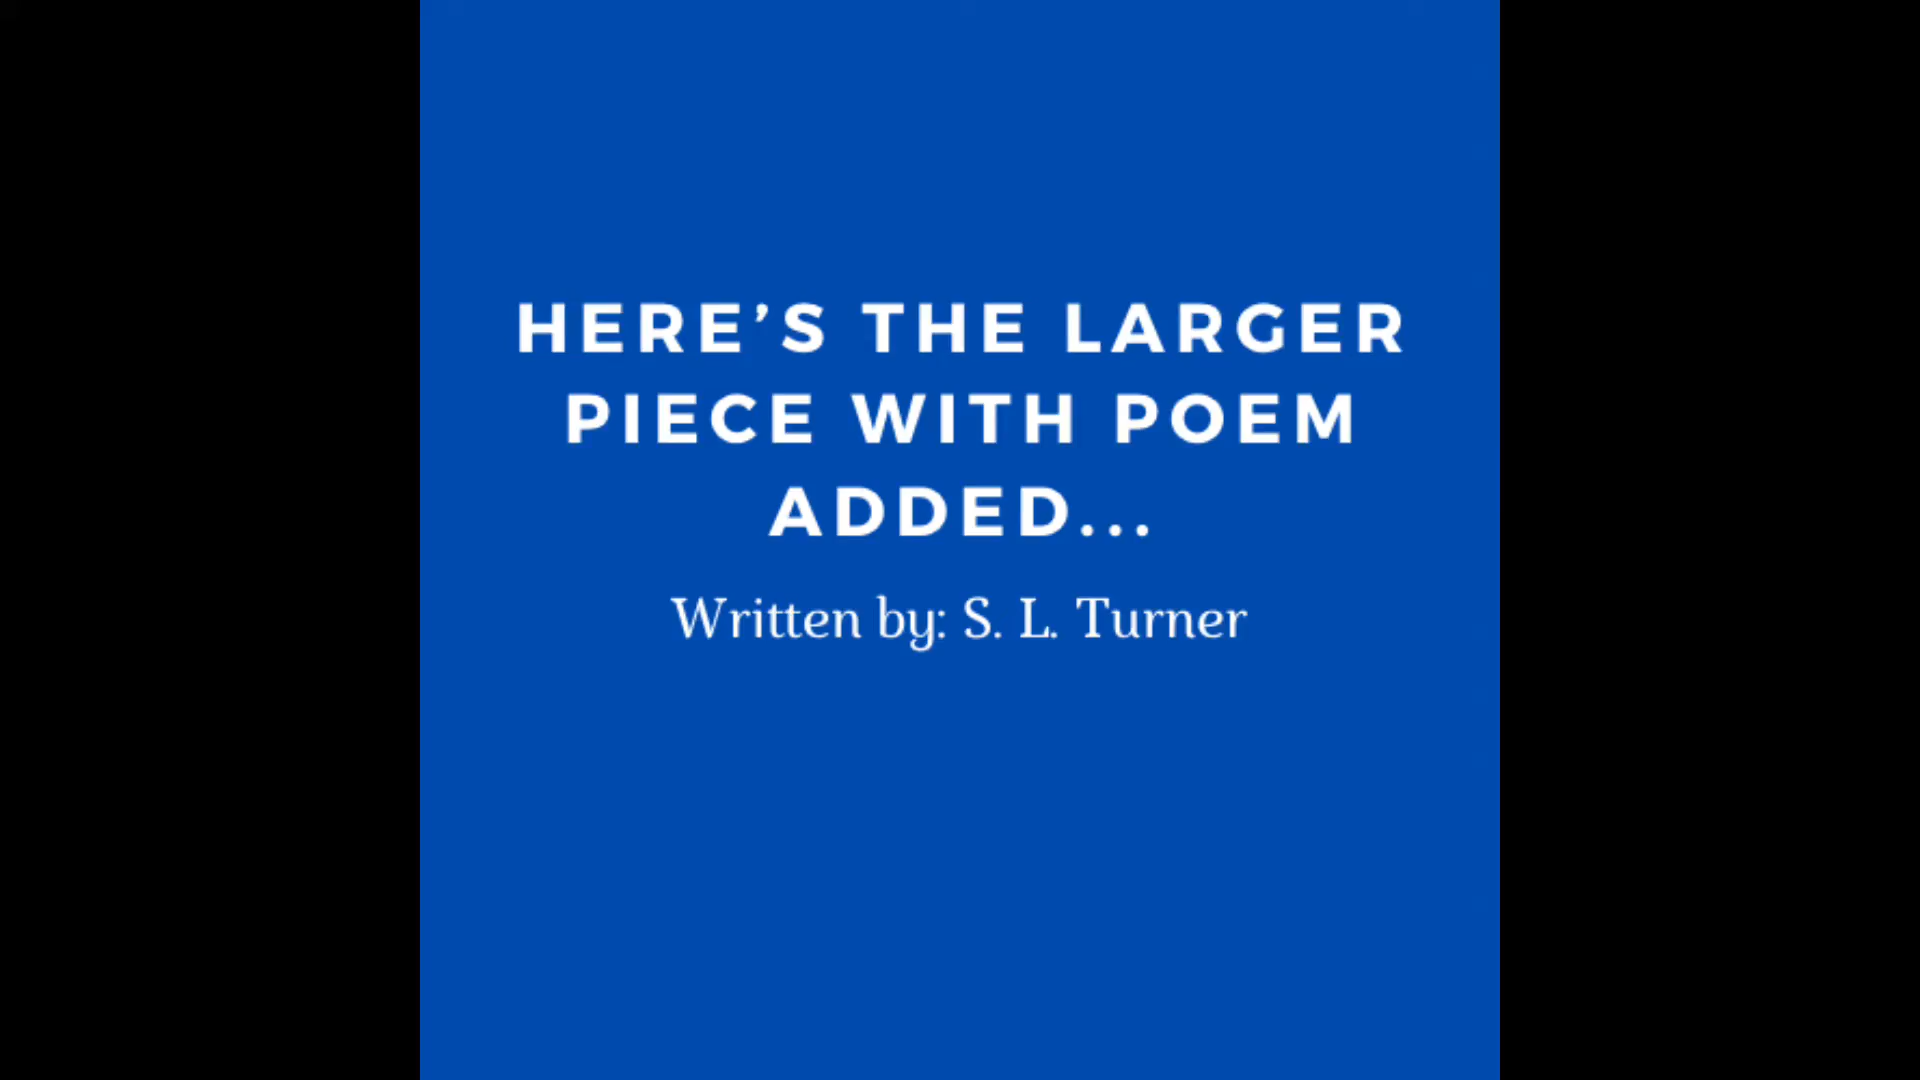 HERE’S THE LARGER
PIECE WITH POEM
ADDED...
Written by: S. L. Turner